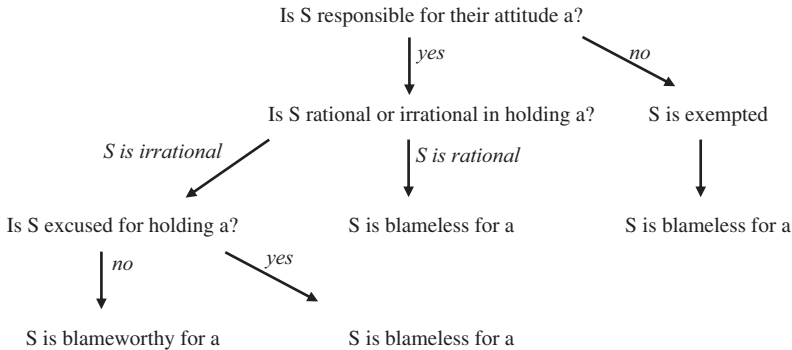 Is S responsible for their attitude a?
yes
no
Is S rational or irrational in holding a?
S is exempted
S is irrational
S is rational
Is S excused for holding a?
S is blameless for a
S is blameless for a
no
yes
S is blameworthy for a
S is blameless for a